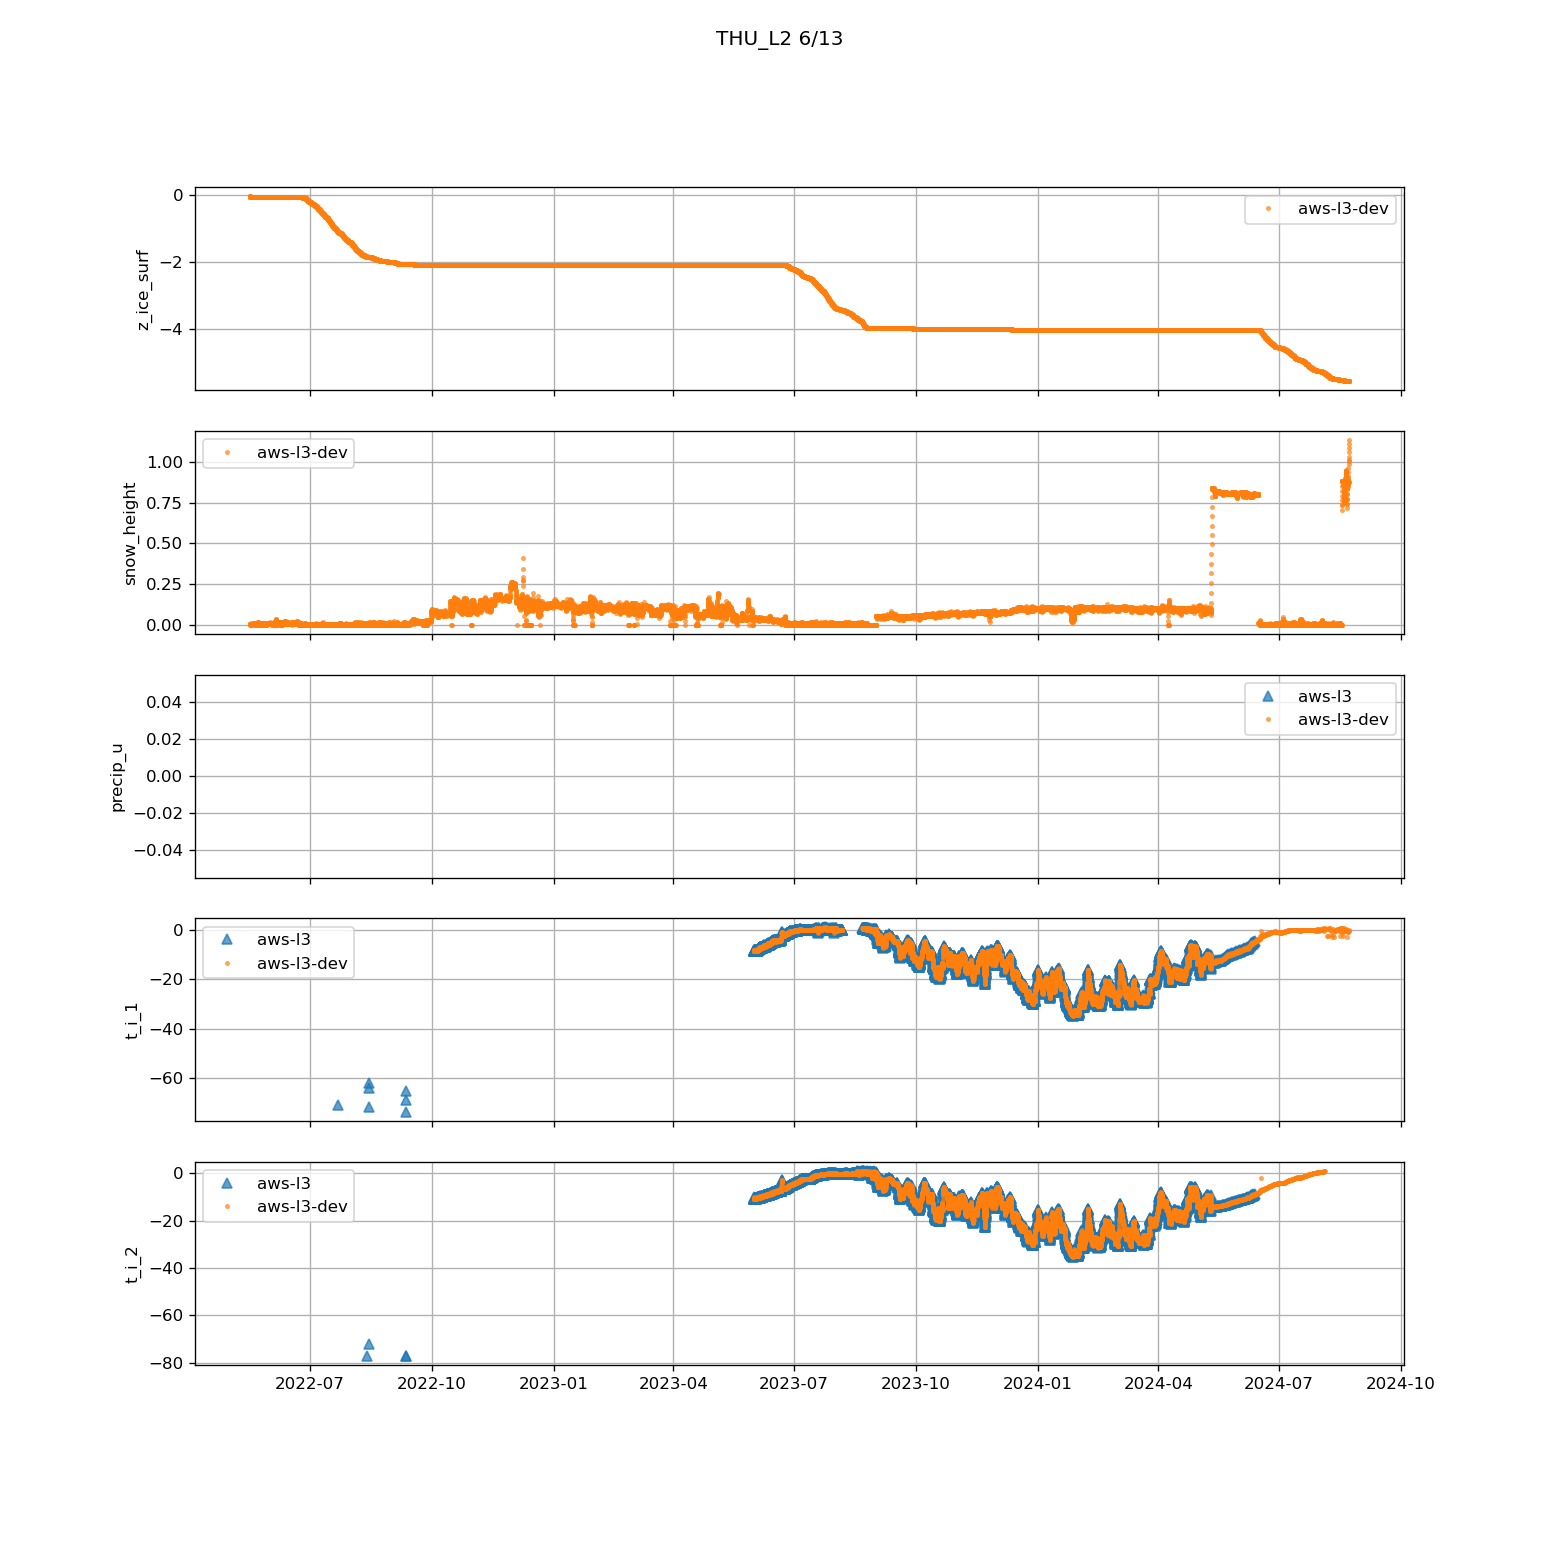 THU_L2 6/13
0
−2
−4
z_ice_surf
aws-l3-dev
1.00
0.75
0.50
0.25
0.00
snow_height
aws-l3-dev
0.04
0.02
0.00
−0.02
−0.04
precip_u
aws-l3
aws-l3-dev
0
−20
−40
−60
t_i_1
aws-l3
aws-l3-dev
0
−20
−40
−60
−80
t_i_2
aws-l3
aws-l3-dev
2022-07 2022-10 2023-01 2023-04 2023-07 2023-10 2024-01 2024-04 2024-07 2024-10